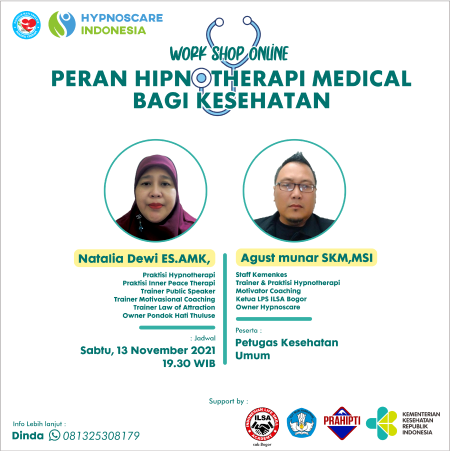 HYPNOSCARE
INDONESIA
WORK SHOP ONLINE
PERAN HIPNOTHERAPI MEDICAL
BAGI KESEHATAN
Natalia Dewi ES.AMK,
Praktisi Hypnotherapi
Praktisi Inner Peace Therapi
Trainer Public Speaker
Trainer Motivasional Coaching
Trainer Law of Attraction
Owner Pondok Hati Thuluse
: Jadwal
Sabtu, 13 November 2021
19.30 WIB
Agust munar SKM,MSI
Staff Kemenkes
Trainer & Praktisi Hypnotherapi
Motivator Coaching
Ketua LPS ILSA Bogor
Owner Hypnoscare
Peserta :
Petugas Kesehatan
Umum
Support by :
ILSA
kab Bogor
PRAHIPTI
KEMENTERIAN
KESEHATAN
REPUBLIK
INDONESIA
Info Lebih lanjut :
Dinda 081325308179